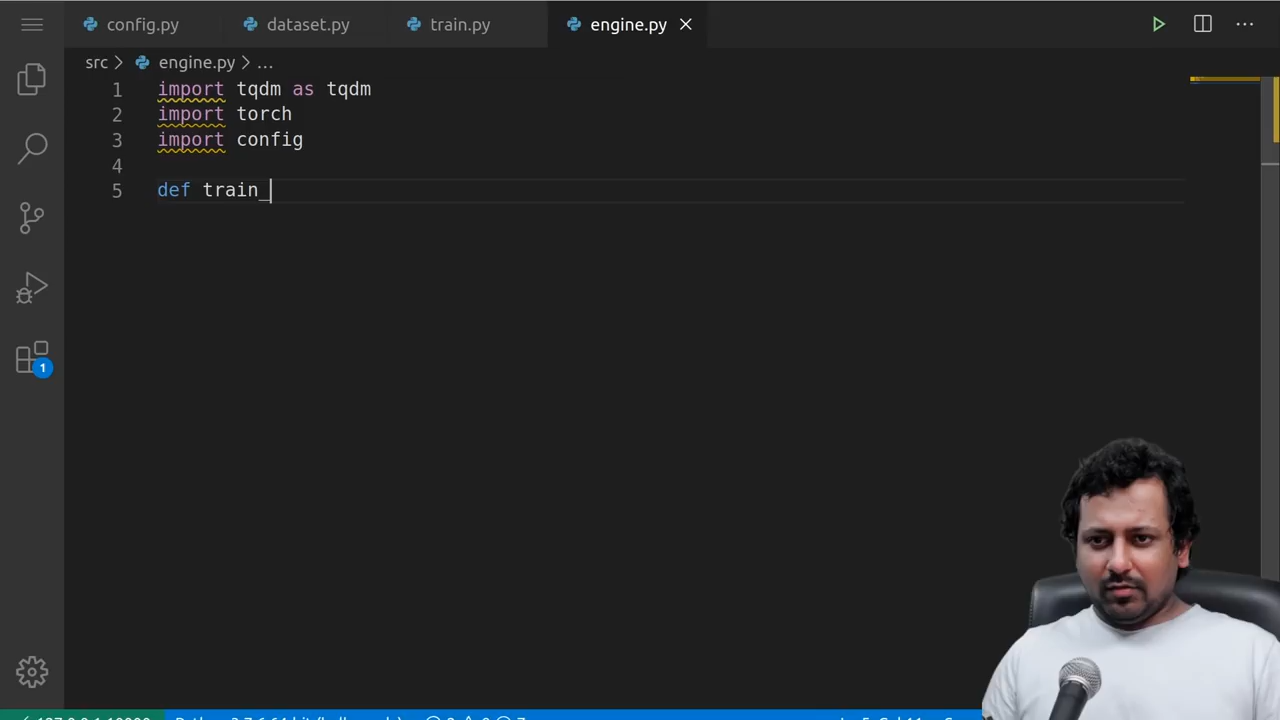 config.py dataset.py train.py engine.py
src engine.py ...
1 import tqdm as tqdm
2 import torch
3 import config
4
5 def train_
1